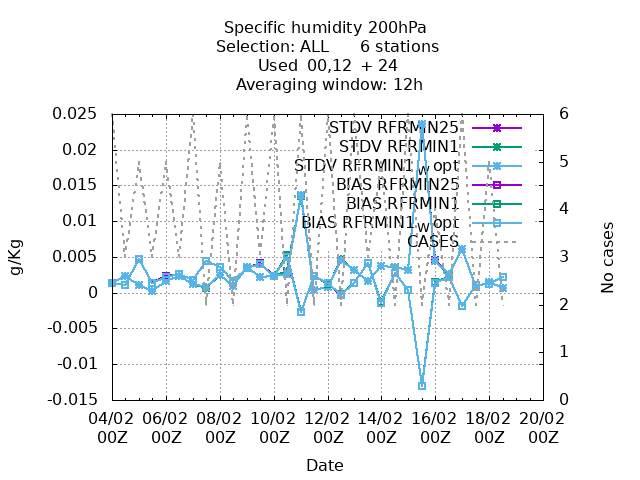 Specific humidity 200hPa
Selection: ALL 6 stations
Used 00,12 + 24
Averaging window: 12h
STDV RFRMIN25
STDV RFRMIN1
STDV RFRMIN1wopt
BIAS RFRMIN25
BIAS RFRMIN1
BIAS RFRMIN1wopt
CASES
0.025
0.02
0.015
0.01
0.005
0
-0.005
-0.01
-0.015
g/Kg
6
5
4
3
2
1
0
No cases
04/02 06/02 08/02 10/02 12/02 14/02 16/02 18/02 20/02
00Z 00Z 00Z 00Z 00Z 00Z 00Z 00Z 00Z
Date